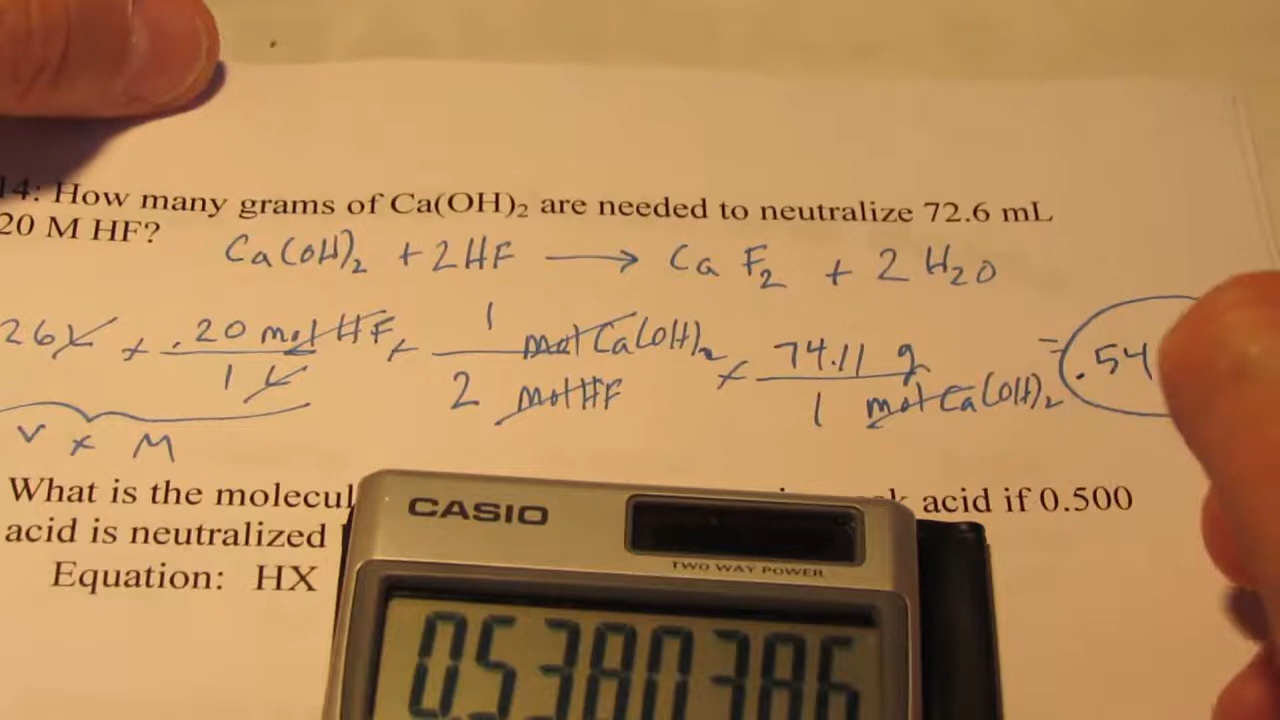 14: How many grams of Ca(OH)₂ are needed to neutralize 72.6 mL
20 M HF?
Ca(OH)₂ + 2HF → CaF₂ + 2H₂O
26L × .20 mol HF / 1 L × 1 mol Ca(OH)₂ / 2 mol HF × 74.11 g / 1 mol Ca(OH)₂ = .54
V × M
What is the molecul acid if 0.500
acid is neutralized
Equation: HX
CASIO
TWO WAY POWER
0.5380386